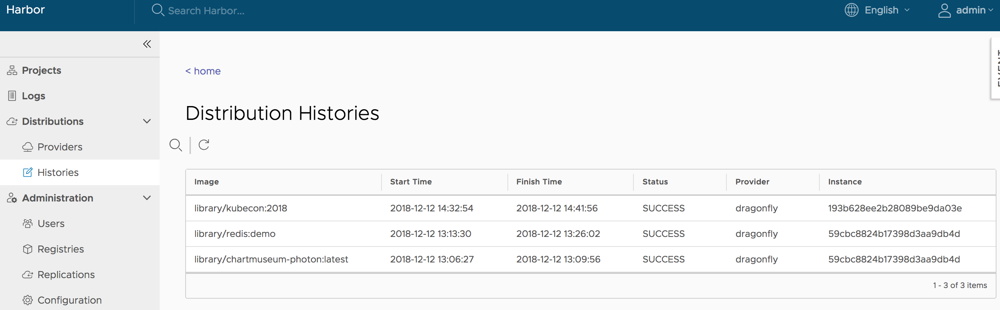 Harbor
Search Harbor...
English
admin
EVENT
Projects
Logs
Distributions
Providers
Histories
Administration
Users
Registries
Replications
Configuration
< home
Distribution Histories
Image Start Time Finish Time Status Provider Instance
library/kubecon:2018 2018-12-12 14:32:54 2018-12-12 14:41:56 SUCCESS dragonfly 193b628ee2b28089be9da03e
library/redis:demo 2018-12-12 13:13:30 2018-12-12 13:26:02 SUCCESS dragonfly 59cbc8824b17398d3aa9db4d
library/chartmuseum-photon:latest 2018-12-12 13:06:27 2018-12-12 13:09:56 SUCCESS dragonfly 59cbc8824b17398d3aa9db4d
1 - 3 of 3 items